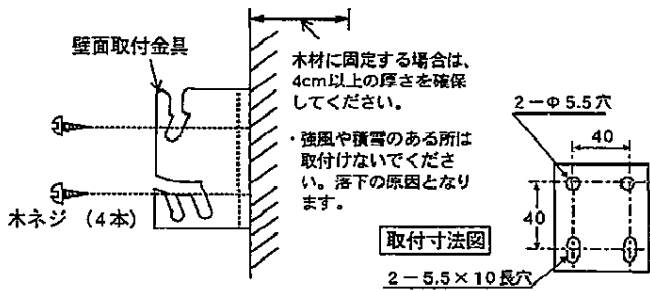 壁面取付金具
木材に固定する場合は、
4cm以上の厚さを確保
してください。
・強風や積雪のある所は
取付けないでくださ
い。落下の原因となり
ます。
木ネジ (4本)
2-Φ5.5穴
40
40
取付寸法図
2-5.5×10長穴